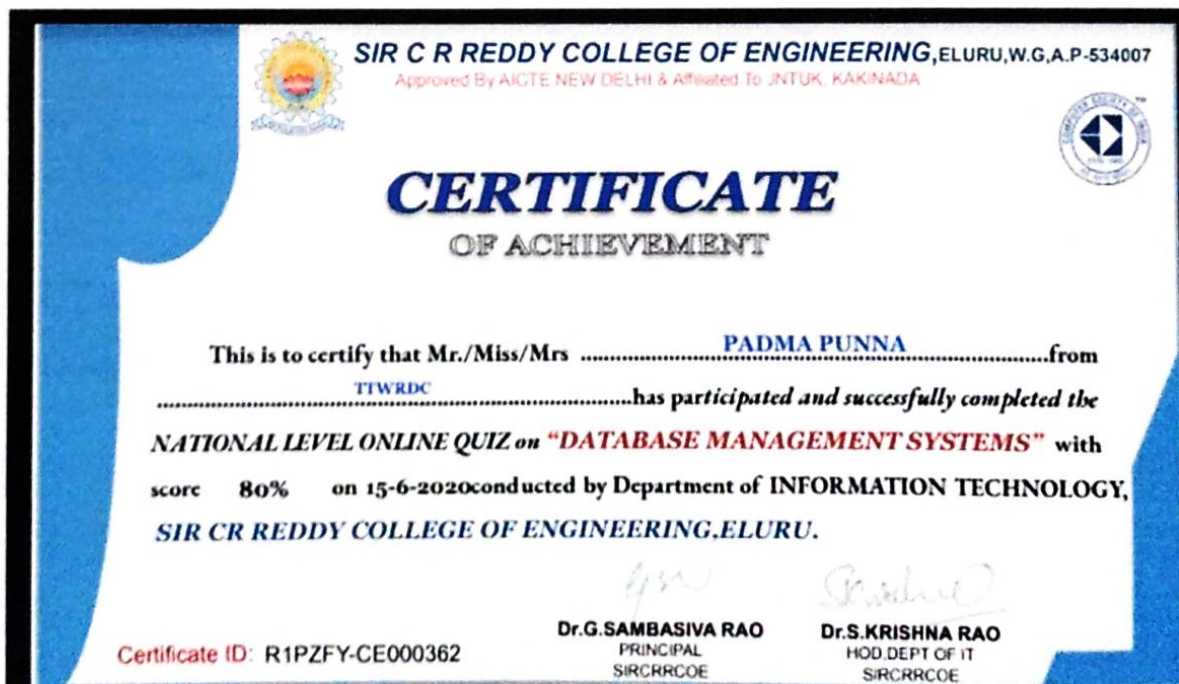 SIR C R REDDY COLLEGE OF ENGINEERING,ELURU,W.G,A.P-534007
Approved By AICTE NEW DELHI & Affiliated To JNTUK, KAKINADA
COMPUTER SOCIETY OF INDIA
CERTIFICATE
OF ACHIEVEMENT
This is to certify that Mr./Miss/Mrs ..........PADMA PUNNA..........from
..........TTWRDC..........has participated and successfully completed the
NATIONAL LEVEL ONLINE QUIZ on “DATABASE MANAGEMENT SYSTEMS” with
score 80% on 15-6-2020conducted by Department of INFORMATION TECHNOLOGY,
SIR CR REDDY COLLEGE OF ENGINEERING,ELURU.
Dr.G.SAMBASIVA RAO
PRINCIPAL
SIRCRRCOE
Dr.S.KRISHNA RAO
HOD,DEPT OF IT
SIRCRRCOE
Certificate ID: R1PZFY-CE000362